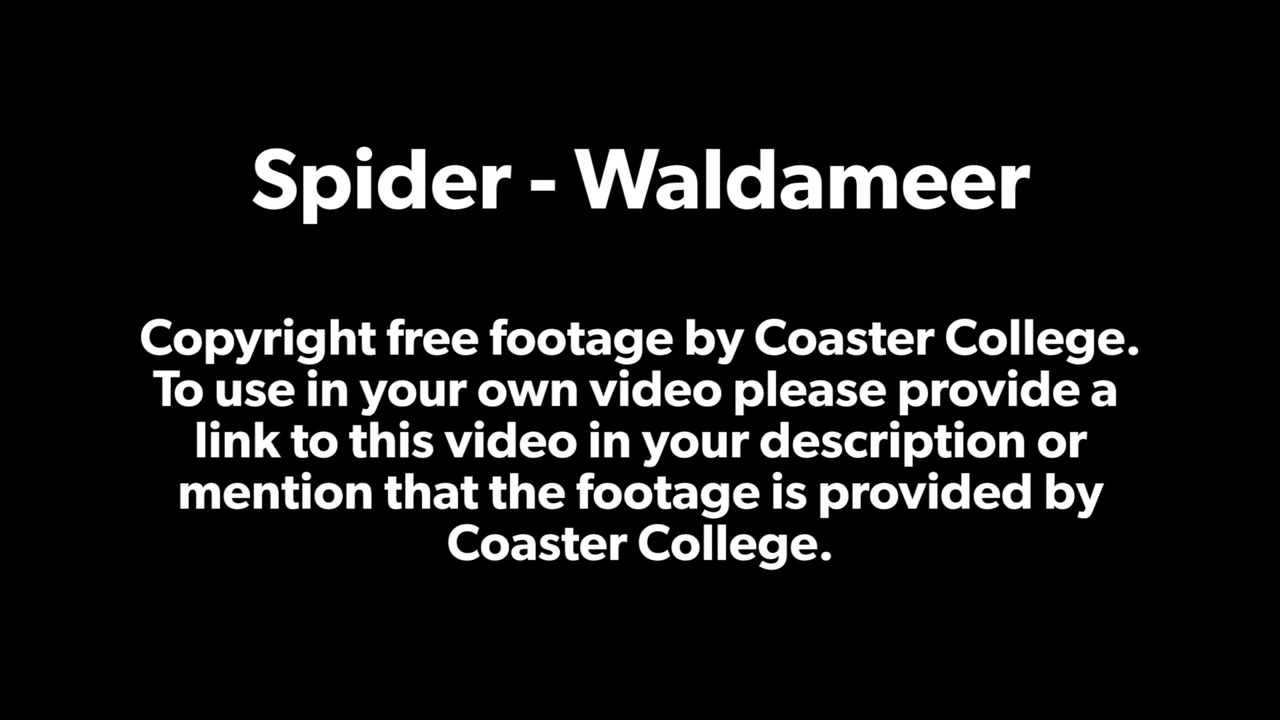 Spider - Waldameer
Copyright free footage by Coaster College.
To use in your own video please provide a
link to this video in your description or
mention that the footage is provided by
Coaster College.